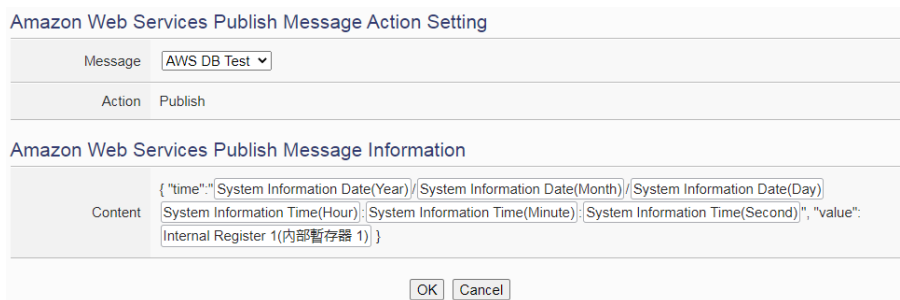 Amazon Web Services Publish Message Action Setting
Message AWS DB Test
Action Publish
Amazon Web Services Publish Message Information
{ "time":"System Information Date(Year)/System Information Date(Month)/System Information Date(Day)
Content System Information Time(Hour):System Information Time(Minute):System Information Time(Second)", "value":
Internal Register 1(內部暫存器 1) }
OK Cancel